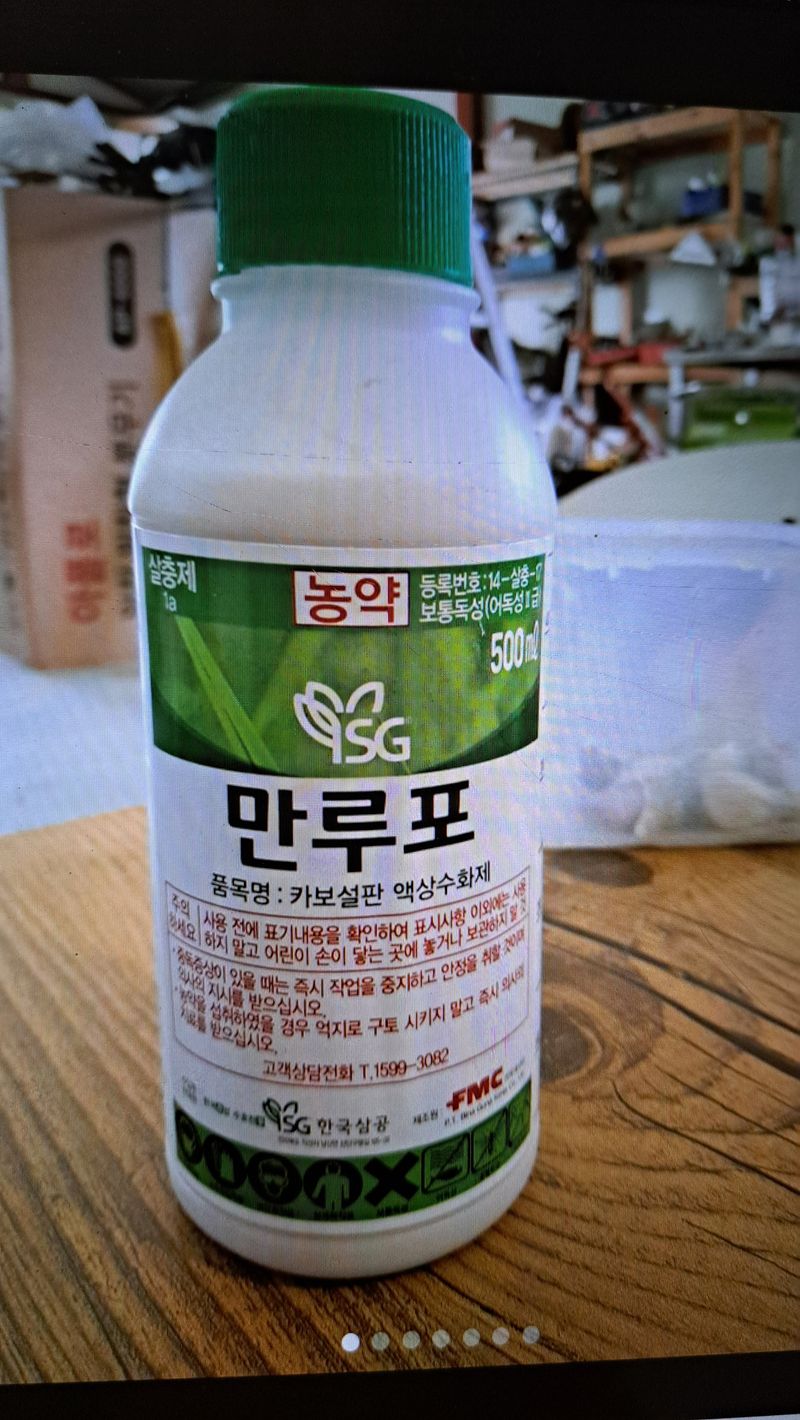 살충제
1a
농약
등록번호 : 14-살충-17
보통독성(어독성Ⅱ급)
500㎖
SG
만루포
품목명 : 카보설판 액상수화제
주의
하세요
사용 전에 표기내용을 확인하여 표시사항 이외에는 사용
하지 말고 어린이 손이 닿는 곳에 놓거나 보관하지 말 것
·중독증상이 있을 때는 즉시 작업을 중지하고 안정을 취할 것이며
의사의 지시를 받으십시오.
·농약을 섭취하였을 경우 억지로 구토 시키지 말고 즉시 의사의
치료를 받으십시오.
고객상담전화 T.1599-3082
SG 한국삼공
제조원 :
FMC